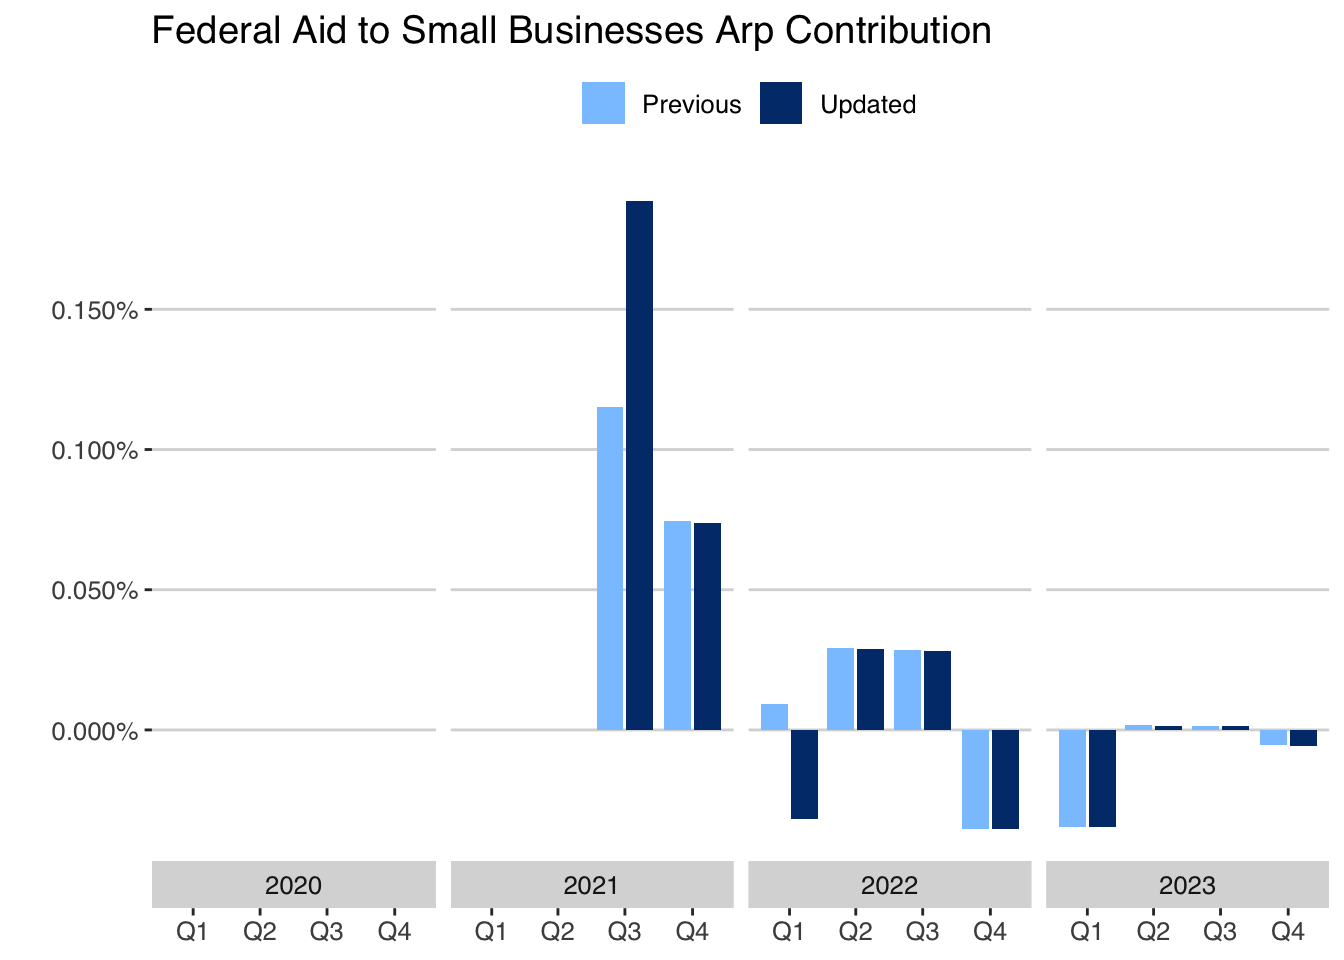 Federal Aid to Small Businesses Arp Contribution
Previous Updated
0.150%
0.100%
0.050%
0.000%
2020 2021 2022 2023
Q1 Q2 Q3 Q4 Q1 Q2 Q3 Q4 Q1 Q2 Q3 Q4 Q1 Q2 Q3 Q4